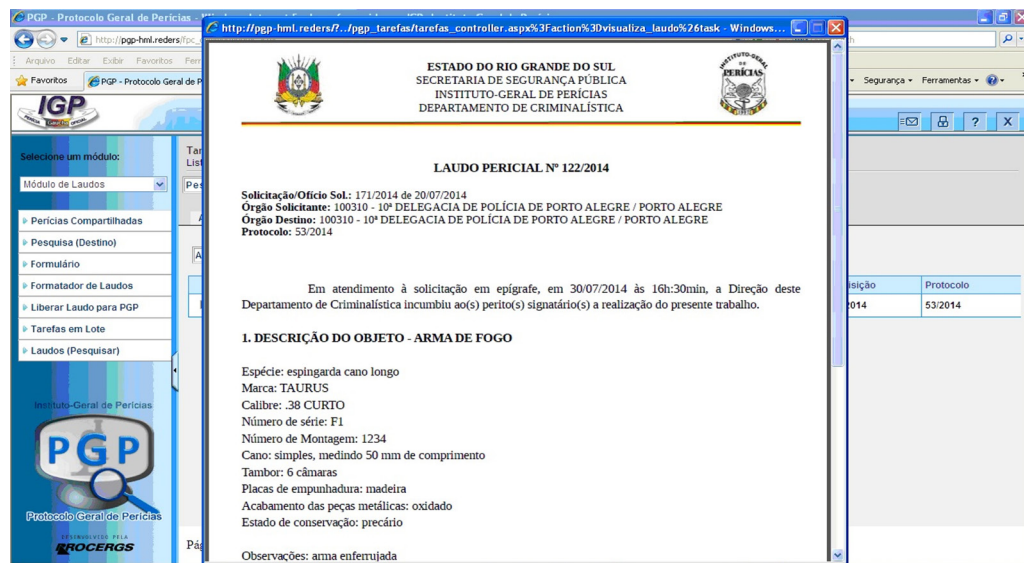 PGP - Protocolo Geral de Perícias -
http://pgp-hml.reders/?../pgp_tarefas/tarefas_controller.aspx%3Faction%3Dvisualiza_laudo%26task - Windows...
http://pgp-hml.reders/fpc_
Arquivo Editar Exibir Favoritos
Favoritos
PGP - Protocolo Geral de P
Segurança
Ferramentas
IGP
PERÍCIAS
ESTADO DO RIO GRANDE DO SUL
SECRETARIA DE SEGURANÇA PÚBLICA
INSTITUTO-GERAL DE PERÍCIAS
DEPARTAMENTO DE CRIMINALÍSTICA
Selecione um módulo:
Módulo de Laudos
Perícias Compartilhadas
Pesquisa (Destino)
Formulário
Formatador de Laudos
Liberar Laudo para PGP
Tarefas em Lote
Laudos (Pesquisar)
Instituto-Geral de Perícias
PGP
Protocolo Geral de Perícias
DESENVOLVIDO PELA
PROCERGS
LAUDO PERICIAL Nº 122/2014
Solicitação/Ofício Sol.: 171/2014 de 20/07/2014
Órgão Solicitante: 100310 - 10ª DELEGACIA DE POLÍCIA DE PORTO ALEGRE / PORTO ALEGRE
Órgão Destino: 100310 - 10ª DELEGACIA DE POLÍCIA DE PORTO ALEGRE / PORTO ALEGRE
Protocolo: 53/2014
Em atendimento à solicitação em epígrafe, em 30/07/2014 às 16h:30min, a Direção deste
Departamento de Criminalística incumbiu ao(s) perito(s) signatário(s) a realização do presente trabalho.
1. DESCRIÇÃO DO OBJETO - ARMA DE FOGO
Espécie: espingarda cano longo
Marca: TAURUS
Calibre: .38 CURTO
Número de série: F1
Número de Montagem: 1234
Cano: simples, medindo 50 mm de comprimento
Tambor: 6 câmaras
Placas de empunhadura: madeira
Acabamento das peças metálicas: oxidado
Estado de conservação: precário
Observações: arma enferrujada
isição
Protocolo
2014
53/2014